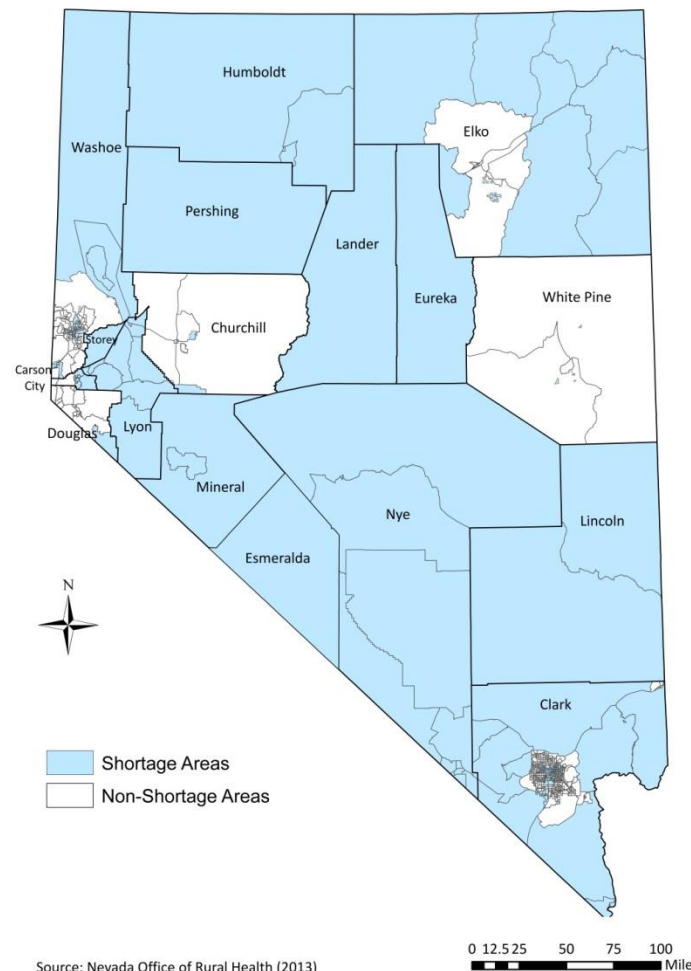 Humboldt
Elko
Washoe
Pershing
Lander
Eureka
White Pine
Churchill
Storey
Carson
City
Douglas
Lyon
Mineral
Nye
Lincoln
Esmeralda
N
Clark
Shortage Areas
Non-Shortage Areas
0 12.5 25 50 75 100
Miles
Source: Nevada Office of Rural Health (2013)